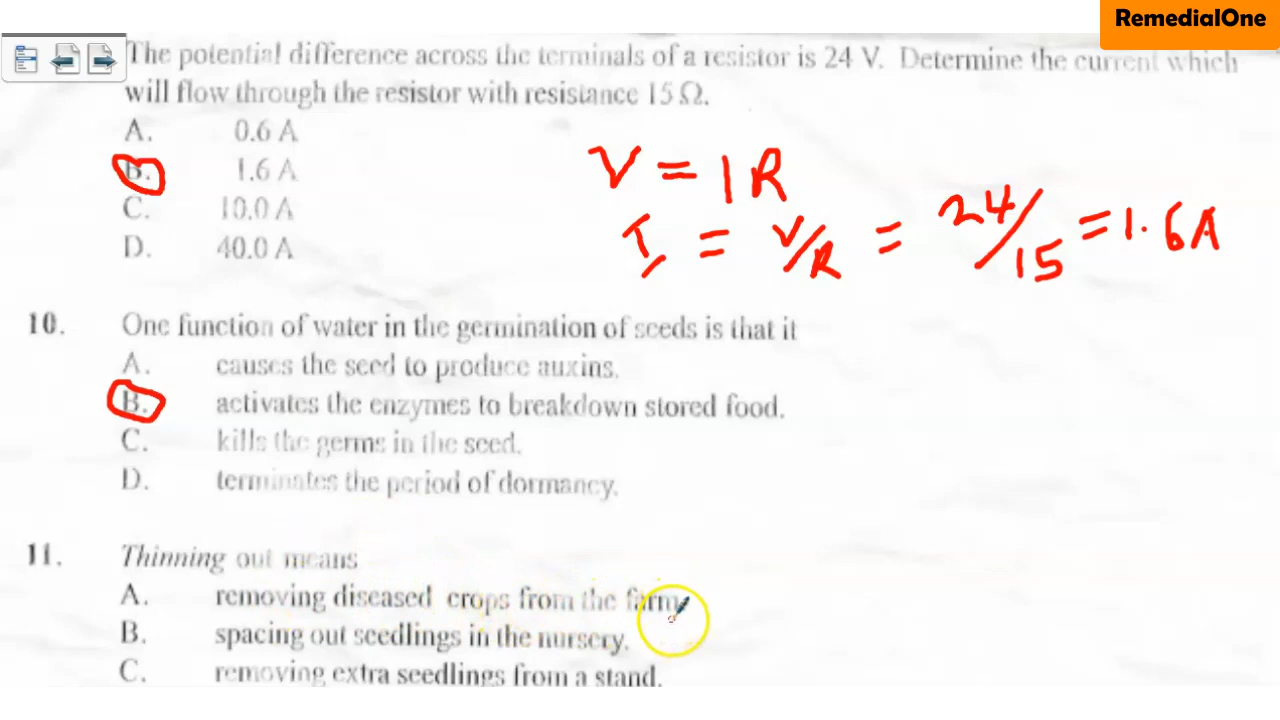 RemedialOne
The potential difference across the terminals of a resistor is 24 V. Determine the current which
will flow through the resistor with resistance 15 Ω.
A. 0.6 A
B. 1.6 A
C. 10.0 A
D. 40.0 A
V = IR
I = V/R = 24/15 = 1.6A
10. One function of water in the germination of seeds is that it
A. causes the seed to produce auxins.
B. activates the enzymes to breakdown stored food.
C. kills the germs in the seed.
D. terminates the period of dormancy.
11. Thinning out means
A. removing diseased crops from the farm
B. spacing out seedlings in the nursery.
C. removing extra seedlings from a stand.